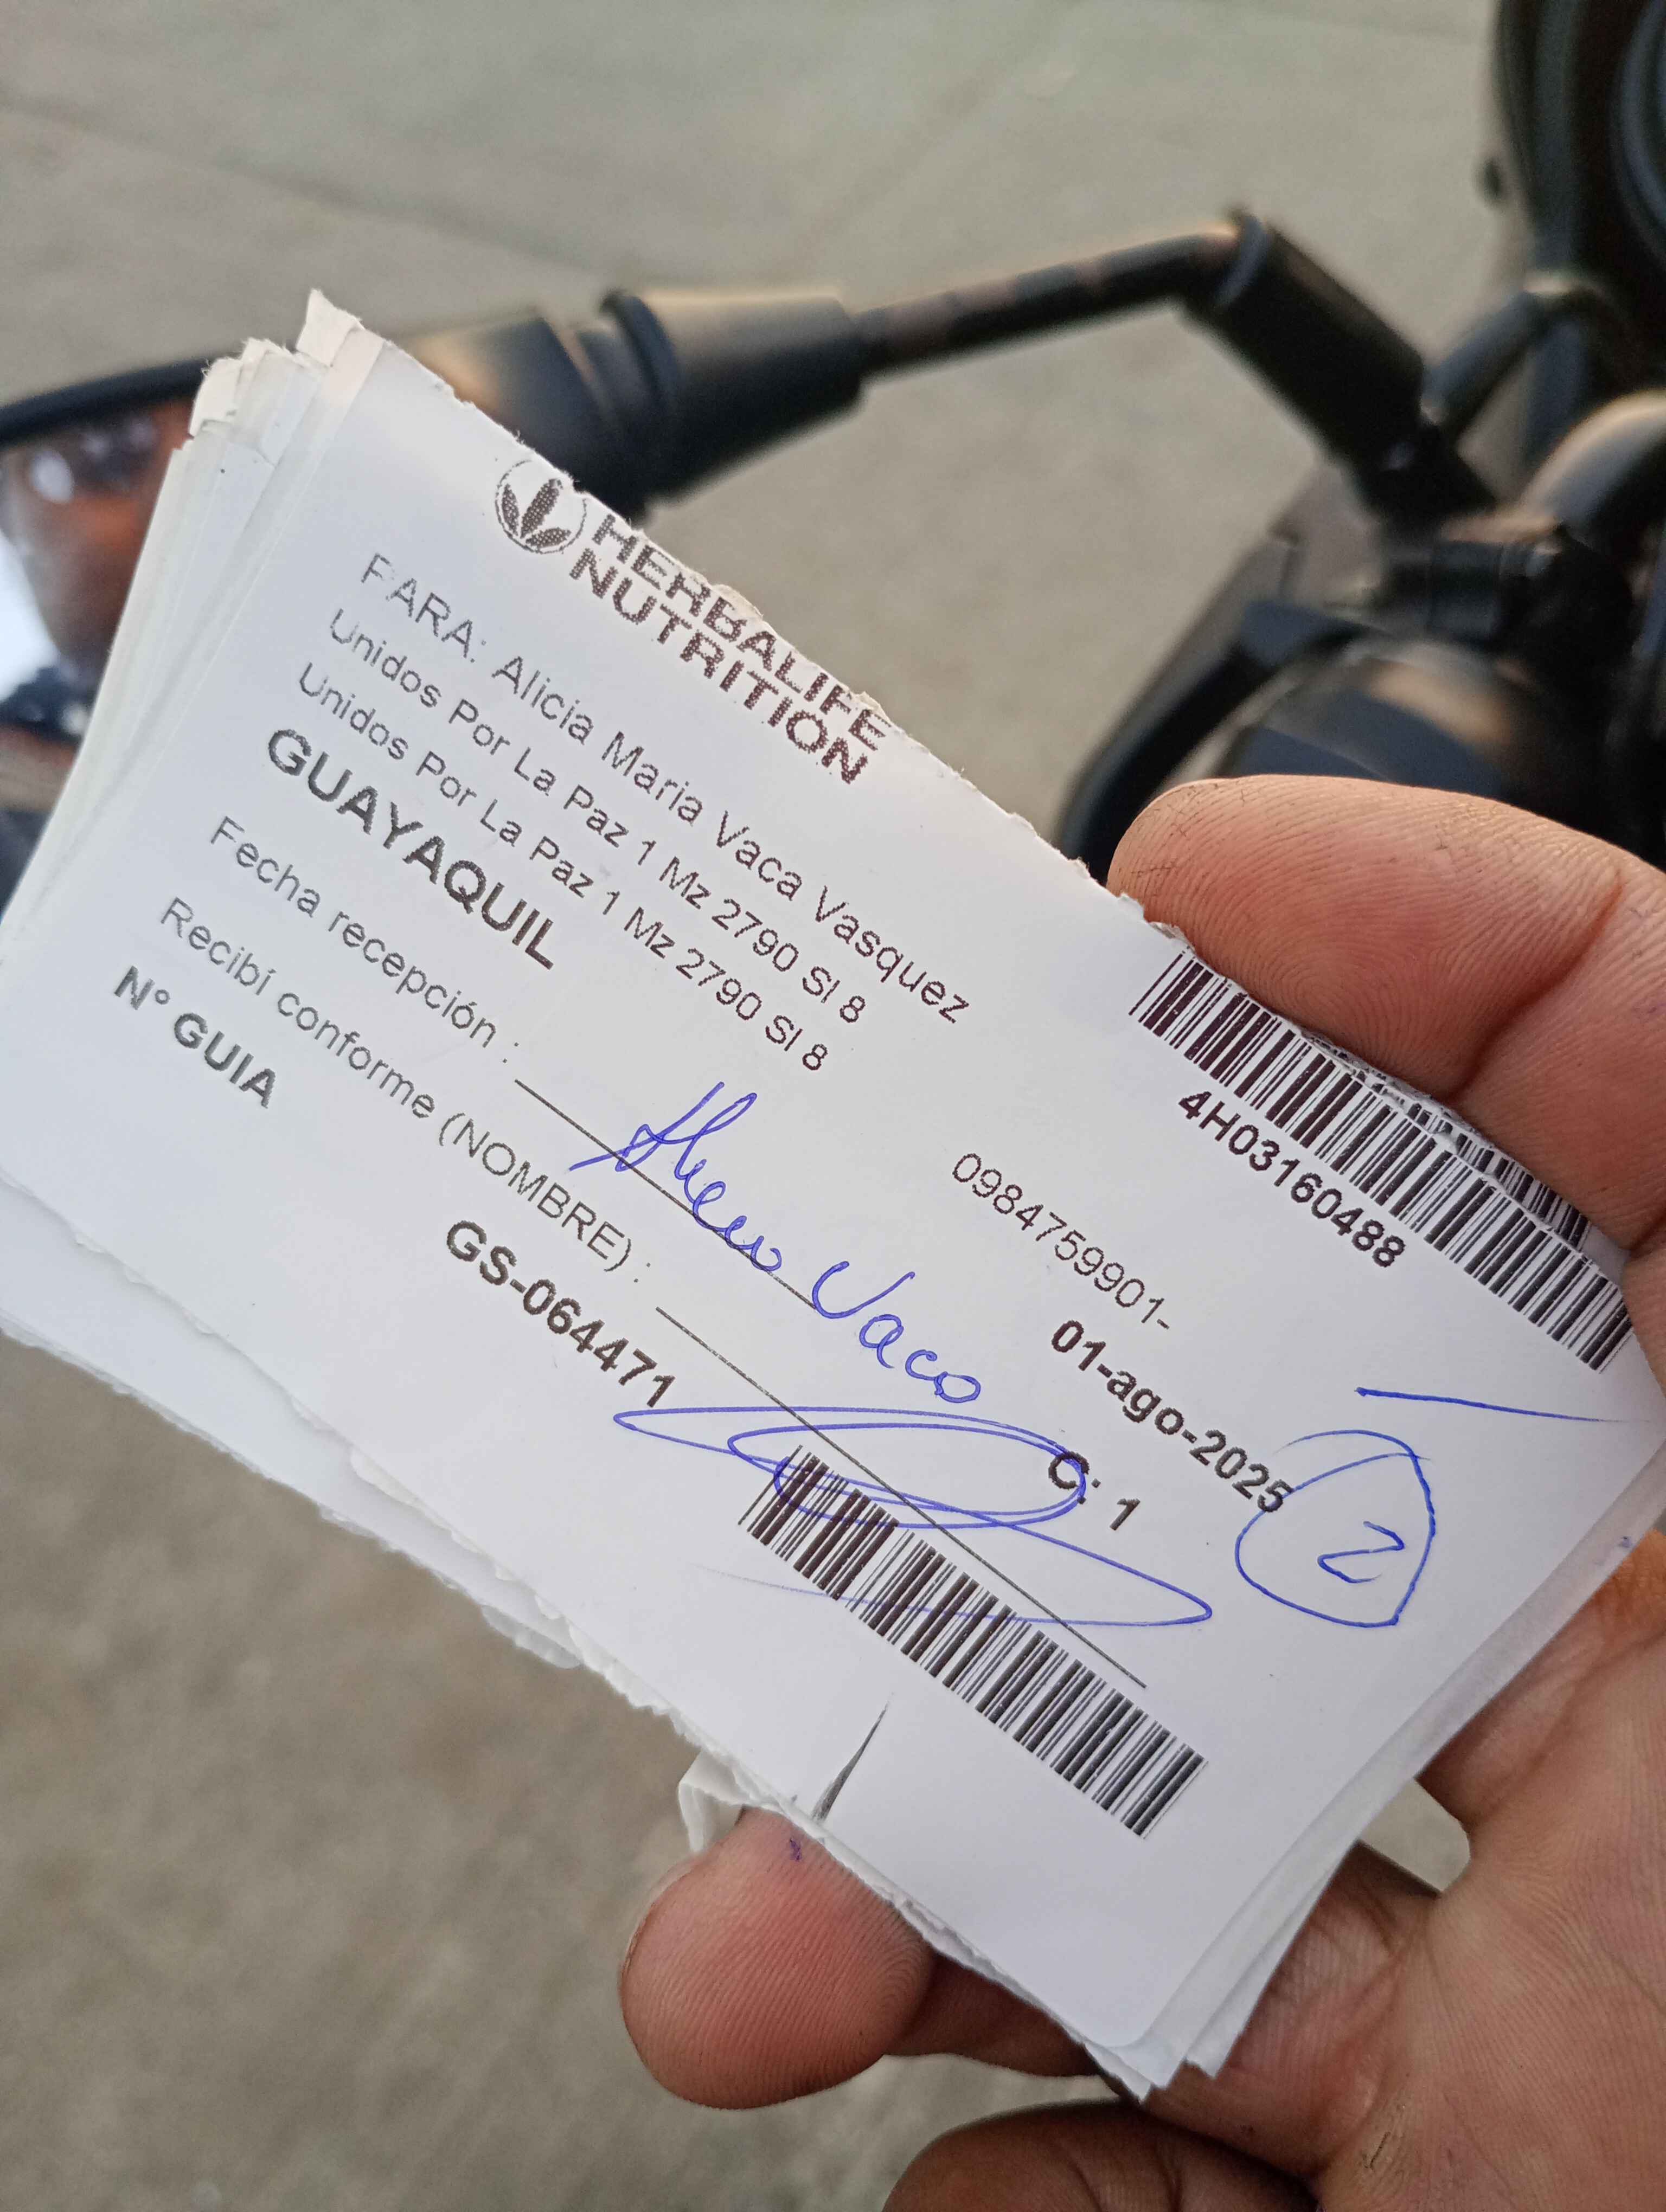 HERBALIFE
NUTRITION
4H03160488
PARA: Alicia Maria Vaca Vasquez
Unidos Por La Paz 1 Mz 2790 Sl 8
Unidos Por La Paz 1 Mz 2790 Sl 8
GUAYAQUIL
0984759901-
01-ago-2025
2
Fecha recepción :
Vaca
C: 1
Recibí conforme (NOMBRE) :
N° GUIA
GS-064471